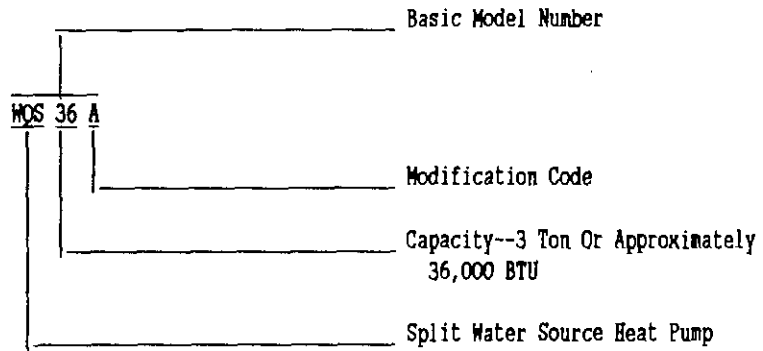 Basic Model Number
WQS 36 A
Modification Code
Capacity--3 Ton Or Approximately
36,000 BTU
Split Water Source Heat Pump